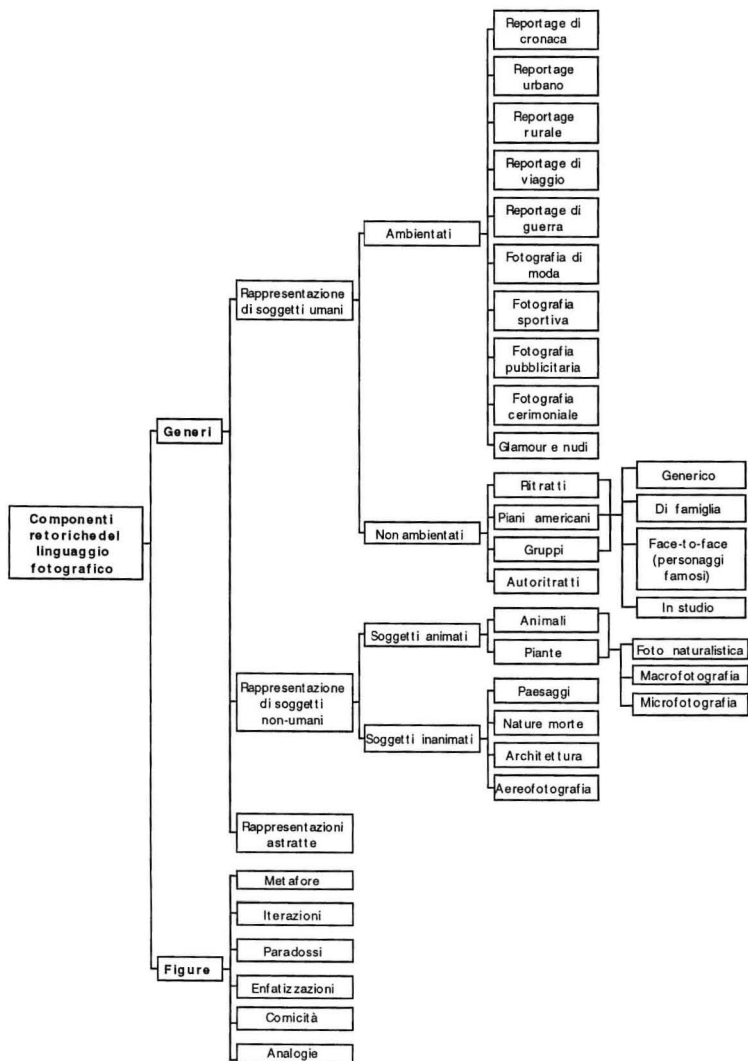 Componenti
retoriche del
linguaggio
fotografico
Generi
Rappresentazione
di soggetti umani
Ambientati
Reportage di
cronaca
Reportage
urbano
Reportage
rurale
Reportage di
viaggio
Reportage di
guerra
Fotografia di
moda
Fotografia
sportiva
Fotografia
pubblicitaria
Fotografia
cerimoniale
Glamour e nudi
Non ambientati
Ritratti
Piani americani
Gruppi
Autoritratti
Generico
Di famiglia
Face-to-face
(personaggi
famosi)
In studio
Rappresentazione
di soggetti
non-umani
Soggetti animati
Animali
Piante
Foto naturalistica
Macrofotografia
Microfotografia
Soggetti inanimati
Paesaggi
Nature morte
Architettura
Aereofotografia
Rappresentazioni
astratte
Figure
Metafore
Iterazioni
Paradossi
Enfatizzazioni
Comicità
Analogie